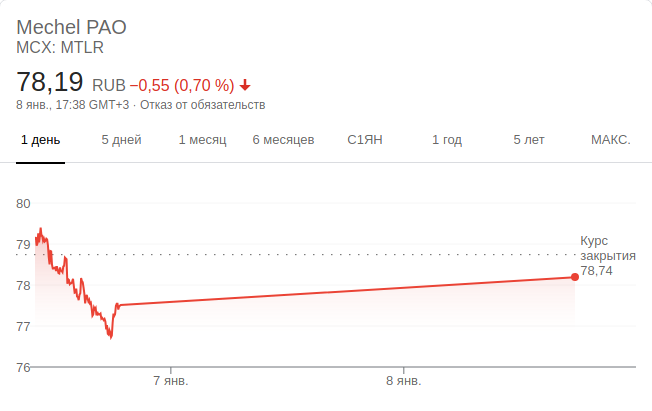 Mechel PAO
MCX: MTLR
78,19 RUB −0,55 (0,70 %)
8 янв., 17:38 GMT+3 · Отказ от обязательств
1 день 5 дней 1 месяц 6 месяцев С1ЯН 1 год 5 лет МАКС.
80
79
78
77
76
Курс
закрытия
78,74
7 янв. 8 янв.